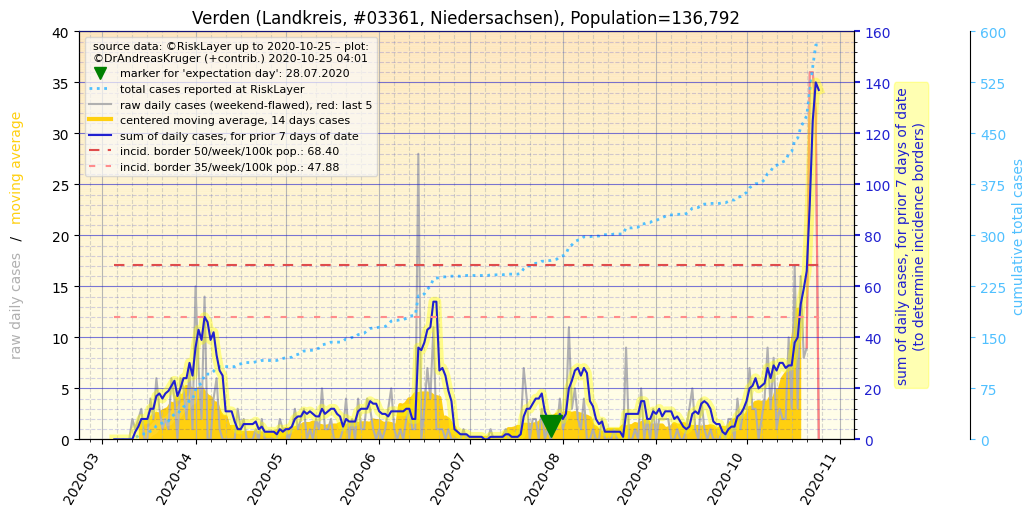 Verden (Landkreis, #03361, Niedersachsen), Population=136,792
source data: ©RiskLayer up to 2020-10-25 – plot:
©DrAndreasKruger (+contrib.) 2020-10-25 04:01
marker for 'expectation day': 28.07.2020
total cases reported at RiskLayer
raw daily cases (weekend-flawed), red: last 5
centered moving average, 14 days cases
sum of daily cases, for prior 7 days of date
incid. border 50/week/100k pop.: 68.40
incid. border 35/week/100k pop.: 47.88
raw daily cases / moving average
40
35
30
25
20
15
10
5
0
160
140
120
100
80
60
40
20
0
sum of daily cases, for prior 7 days of date
(to determine incidence borders)
600
525
450
375
300
225
150
75
0
cumulative total cases
2020-03
2020-04
2020-05
2020-06
2020-07
2020-08
2020-09
2020-10
2020-11